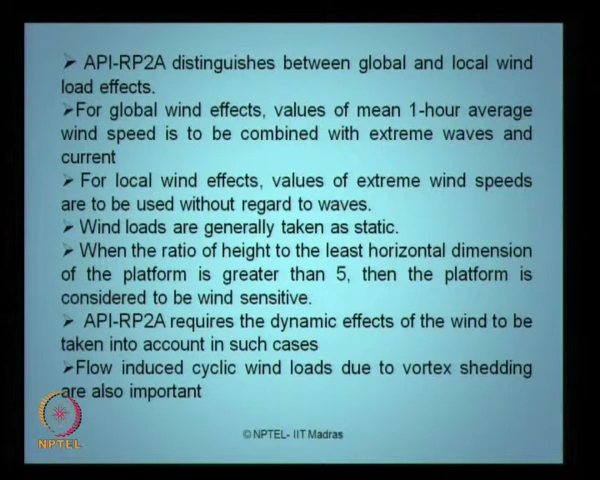 ➢ API-RP2A distinguishes between global and local wind
load effects.
➢For global wind effects, values of mean 1-hour average
wind speed is to be combined with extreme waves and
current
➢ For local wind effects, values of extreme wind speeds
are to be used without regard to waves.
➢ Wind loads are generally taken as static.
➢ When the ratio of height to the least horizontal dimension
of the platform is greater than 5, then the platform is
considered to be wind sensitive.
➢ API-RP2A requires the dynamic effects of the wind to be
taken into account in such cases
➢Flow induced cyclic wind loads due to vortex shedding
are also important
NPTEL
© NPTEL- IIT Madras